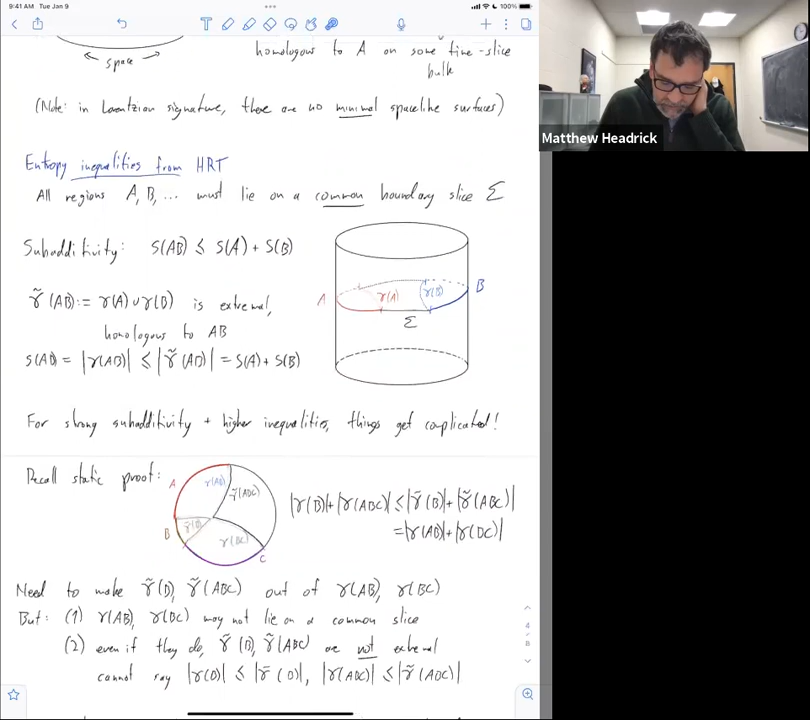 9:41 AM Tue Jan 9
100%
space
homologous to A on some time-slice
bulk
(Note: in Lorentzian signature, there are no minimal spacelike surfaces)
Entropy inequalities from HRT
All regions A, B, ... must lie on a common boundary slice Σ
Subadditivity: S(AB) ≤ S(A) + S(B)
A γ(A) γ(B) B
Σ
γ̃(AB) := γ(A) ∪ γ(B) is extremal,
homologous to AB
S(AB) = |γ(AB)| ≤ |γ̃(AB)| = S(A) + S(B)
For strong subadditivity + higher inequalities, things get complicated!
Recall static proof:
A γ(AB) γ̃(ABC)
B γ̃(B) γ(BC) C
|γ(B)| + |γ(ABC)| ≤ |γ̃(B)| + |γ̃(ABC)|
= |γ(AB)| + |γ(BC)|
Need to make γ̃(B), γ̃(ABC) out of γ(AB), γ(BC)
But: (1) γ(AB), γ(BC) may not lie on a common slice
(2) even if they do, γ̃(B), γ̃(ABC) are not extremal
cannot say |γ(B)| ≤ |γ̃(B)|, |γ(ABC)| ≤ |γ̃(ABC)|
Matthew Headrick